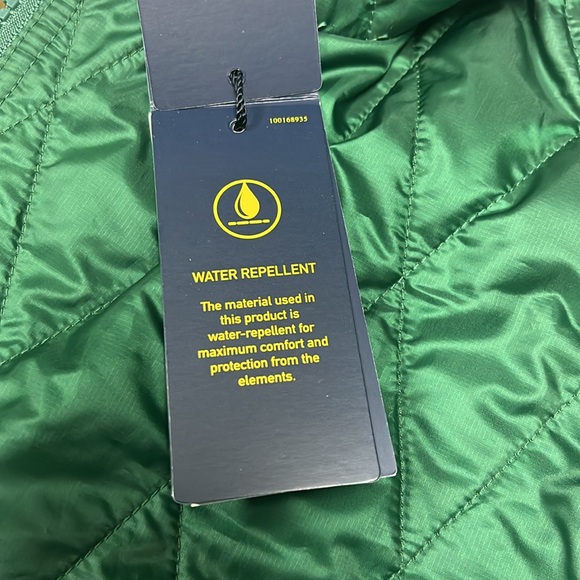 100168935
WATER REPELLENT
The material used in
this product is
water-repellent for
maximum comfort and
protection from the
elements.